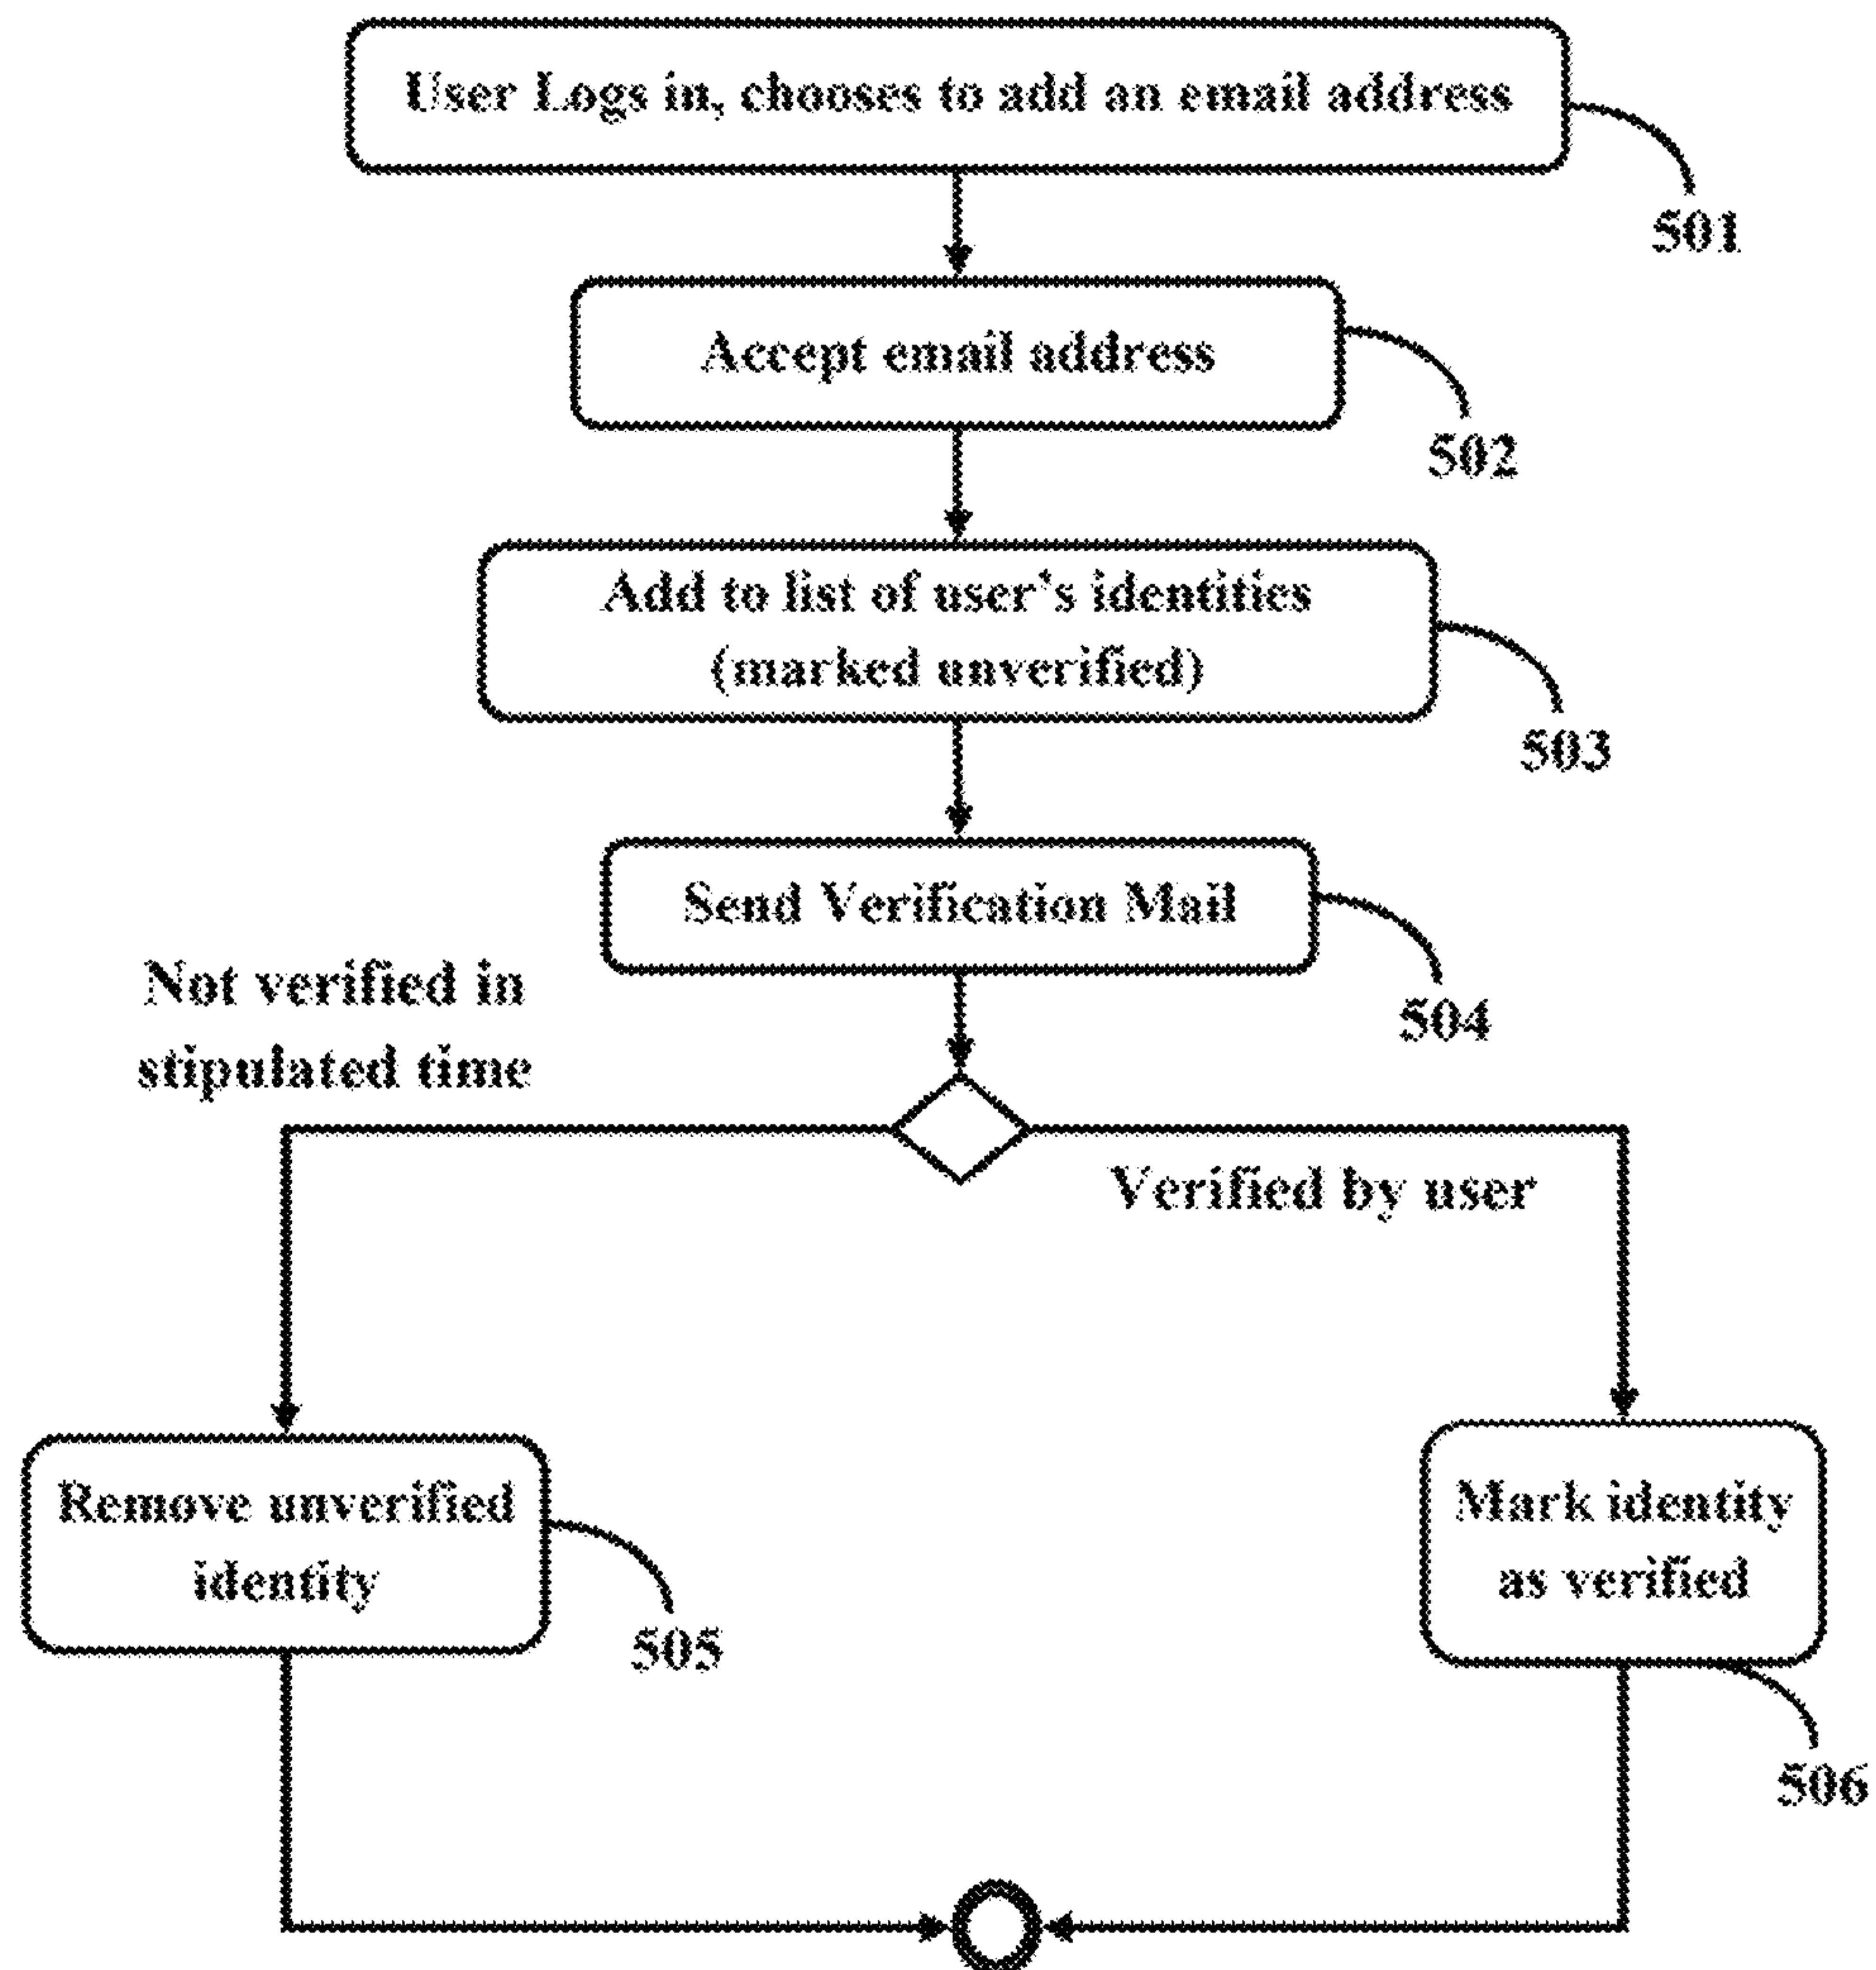 User Logs in, chooses to add an email address
501
Accept email address
502
Add to list of user's identities
(marked unverified)
503
Send Verification Mail
504
Not verified in
stipulated time
Verified by user
Remove unverified
identity
505
Mark identity
as verified
506